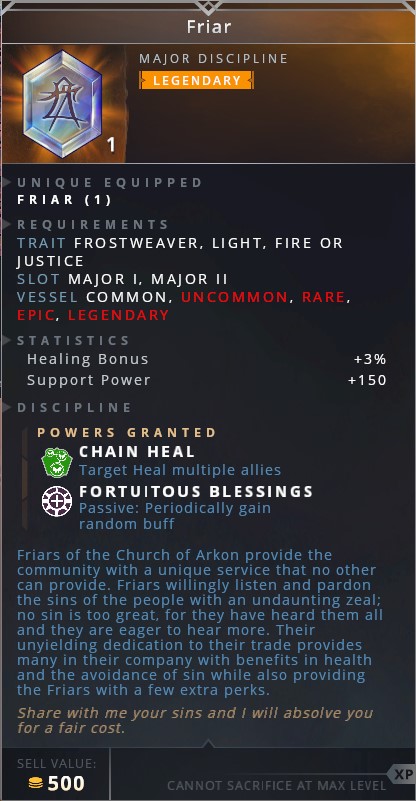 Friar
MAJOR DISCIPLINE
LEGENDARY
1
UNIQUE EQUIPPED
FRIAR (1)
REQUIREMENTS
TRAIT FROSTWEAVER, LIGHT, FIRE OR
JUSTICE
SLOT MAJOR I, MAJOR II
VESSEL COMMON, UNCOMMON, RARE,
EPIC, LEGENDARY
STATISTICS
Healing Bonus +3%
Support Power +150
DISCIPLINE
POWERS GRANTED
CHAIN HEAL
Target Heal multiple allies
FORTUITOUS BLESSINGS
Passive: Periodically gain
random buff
Friars of the Church of Arkon provide the
community with a unique service that no other
can provide. Friars willingly listen and pardon
the sins of the people with an undaunting zeal;
no sin is too great, for they have heard them all
and they are eager to hear more. Their
unyielding dedication to their trade provides
many in their company with benefits in health
and the avoidance of sin while also providing
the Friars with a few extra perks.
Share with me your sins and I will absolve you
for a fair cost.
SELL VALUE:
500
XP
CANNOT SACRIFICE AT MAX LEVEL